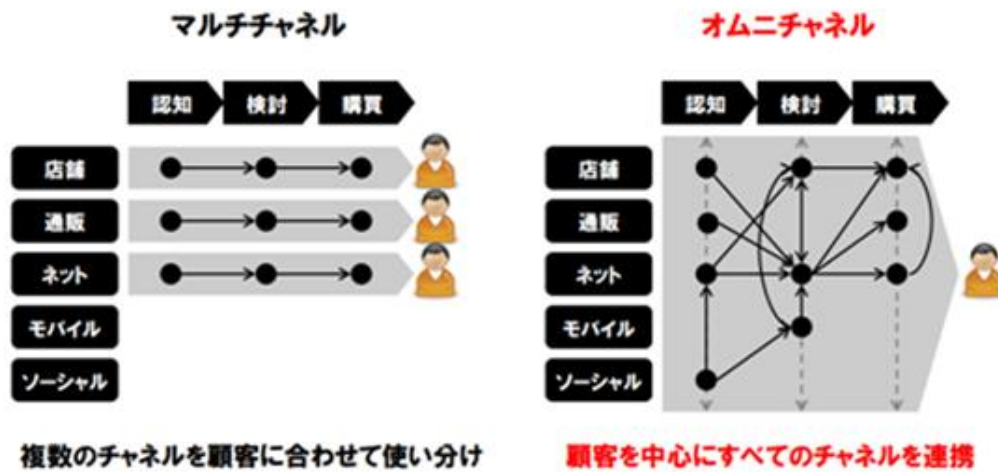 マルチチャネル
認知 検討 購買
店舗
通販
ネット
モバイル
ソーシャル
複数のチャネルを顧客に合わせて使い分け
オムニチャネル
認知 検討 購買
店舗
通販
ネット
モバイル
ソーシャル
顧客を中心にすべてのチャネルを連携